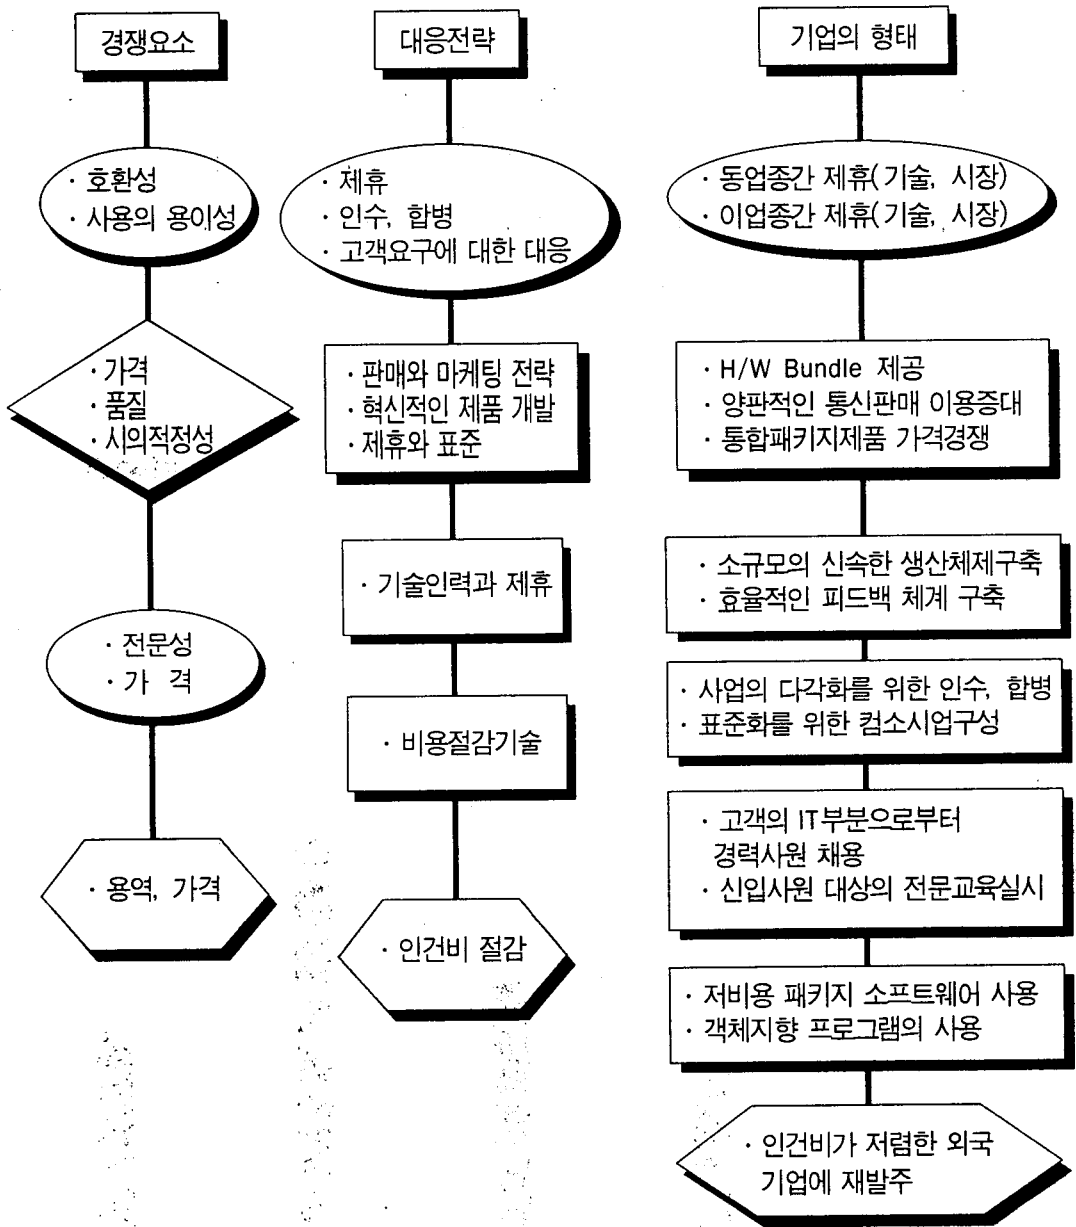 경쟁요소
· 호환성
· 사용의 용이성
· 가격
· 품질
· 시의적정성
· 전문성
· 가 격
· 용역, 가격
대응전략
· 제휴
· 인수, 합병
· 고객요구에 대한 대응
· 판매와 마케팅 전략
· 혁신적인 제품 개발
· 제휴와 표준
· 기술인력과 제휴
· 비용절감기술
· 인건비 절감
기업의 형태
· 동업종간 제휴(기술, 시장)
· 이업종간 제휴(기술, 시장)
· H/W Bundle 제공
· 양판적인 통신판매 이용증대
· 통합패키지제품 가격경쟁
· 소규모의 신속한 생산체제구축
· 효율적인 피드백 체계 구축
· 사업의 다각화를 위한 인수, 합병
· 표준화를 위한 컴소시업구성
· 고객의 IT부분으로부터
경력사원 채용
· 신입사원 대상의 전문교육실시
· 저비용 패키지 소프트웨어 사용
· 객체지향 프로그램의 사용
· 인건비가 저렴한 외국
기업에 재발주